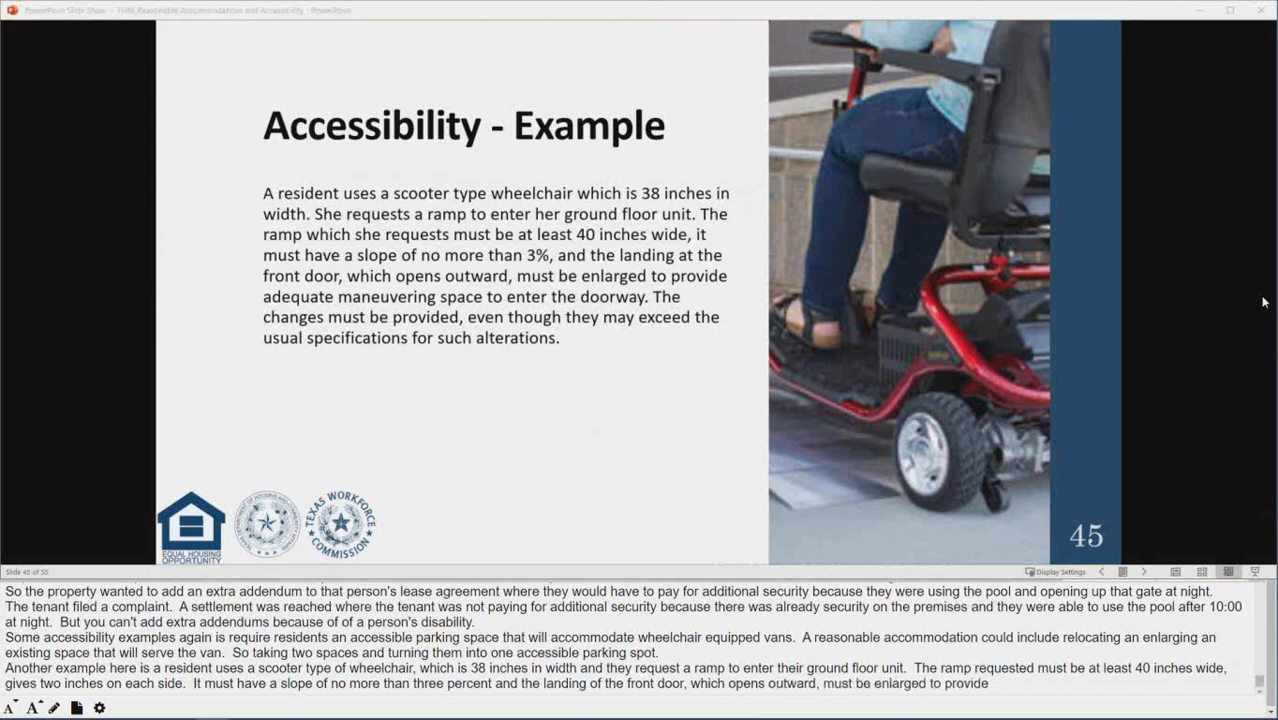 PowerPoint Slide Show - FHM_Reasonable Accommodations and Accessibility - PowerPoint
Accessibility - Example
A resident uses a scooter type wheelchair which is 38 inches in
width. She requests a ramp to enter her ground floor unit. The
ramp which she requests must be at least 40 inches wide, it
must have a slope of no more than 3%, and the landing at the
front door, which opens outward, must be enlarged to provide
adequate maneuvering space to enter the doorway. The
changes must be provided, even though they may exceed the
usual specifications for such alterations.
EQUAL HOUSING
OPPORTUNITY
TEXAS WORKFORCE
COMMISSION
45
Slide 45 of 55
Display Settings
So the property wanted to add an extra addendum to that person's lease agreement where they would have to pay for additional security because they were using the pool and opening up that gate at night.
The tenant filed a complaint. A settlement was reached where the tenant was not paying for additional security because there was already security on the premises and they were able to use the pool after 10:00
at night. But you can't add extra addendums because of of a person's disability.
Some accessibility examples again is require residents an accessible parking space that will accommodate wheelchair equipped vans. A reasonable accommodation could include relocating an enlarging an
existing space that will serve the van. So taking two spaces and turning them into one accessible parking spot.
Another example here is a resident uses a scooter type of wheelchair, which is 38 inches in width and they request a ramp to enter their ground floor unit. The ramp requested must be at least 40 inches wide,
gives two inches on each side. It must have a slope of no more than three percent and the landing of the front door, which opens outward, must be enlarged to provide
A A